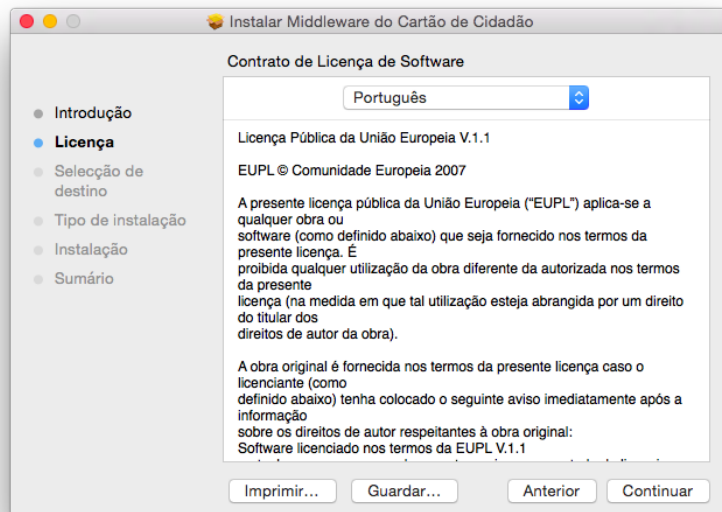 Instalar Middleware do Cartão de Cidadão
Contrato de Licença de Software
Português
Introdução
Licença
Selecção de
destino
Tipo de instalação
Instalação
Sumário
Licença Pública da União Europeia V.1.1
EUPL © Comunidade Europeia 2007
A presente licença pública da União Europeia (“EUPL”) aplica-se a
qualquer obra ou
software (como definido abaixo) que seja fornecido nos termos da
presente licença. É
proibida qualquer utilização da obra diferente da autorizada nos termos
da presente
licença (na medida em que tal utilização esteja abrangida por um direito
do titular dos
direitos de autor da obra).
A obra original é fornecida nos termos da presente licença caso o
licenciante (como
definido abaixo) tenha colocado o seguinte aviso imediatamente após a
informação
sobre os direitos de autor respeitantes à obra original:
Software licenciado nos termos da EUPL V.1.1
Imprimir...
Guardar...
Anterior
Continuar